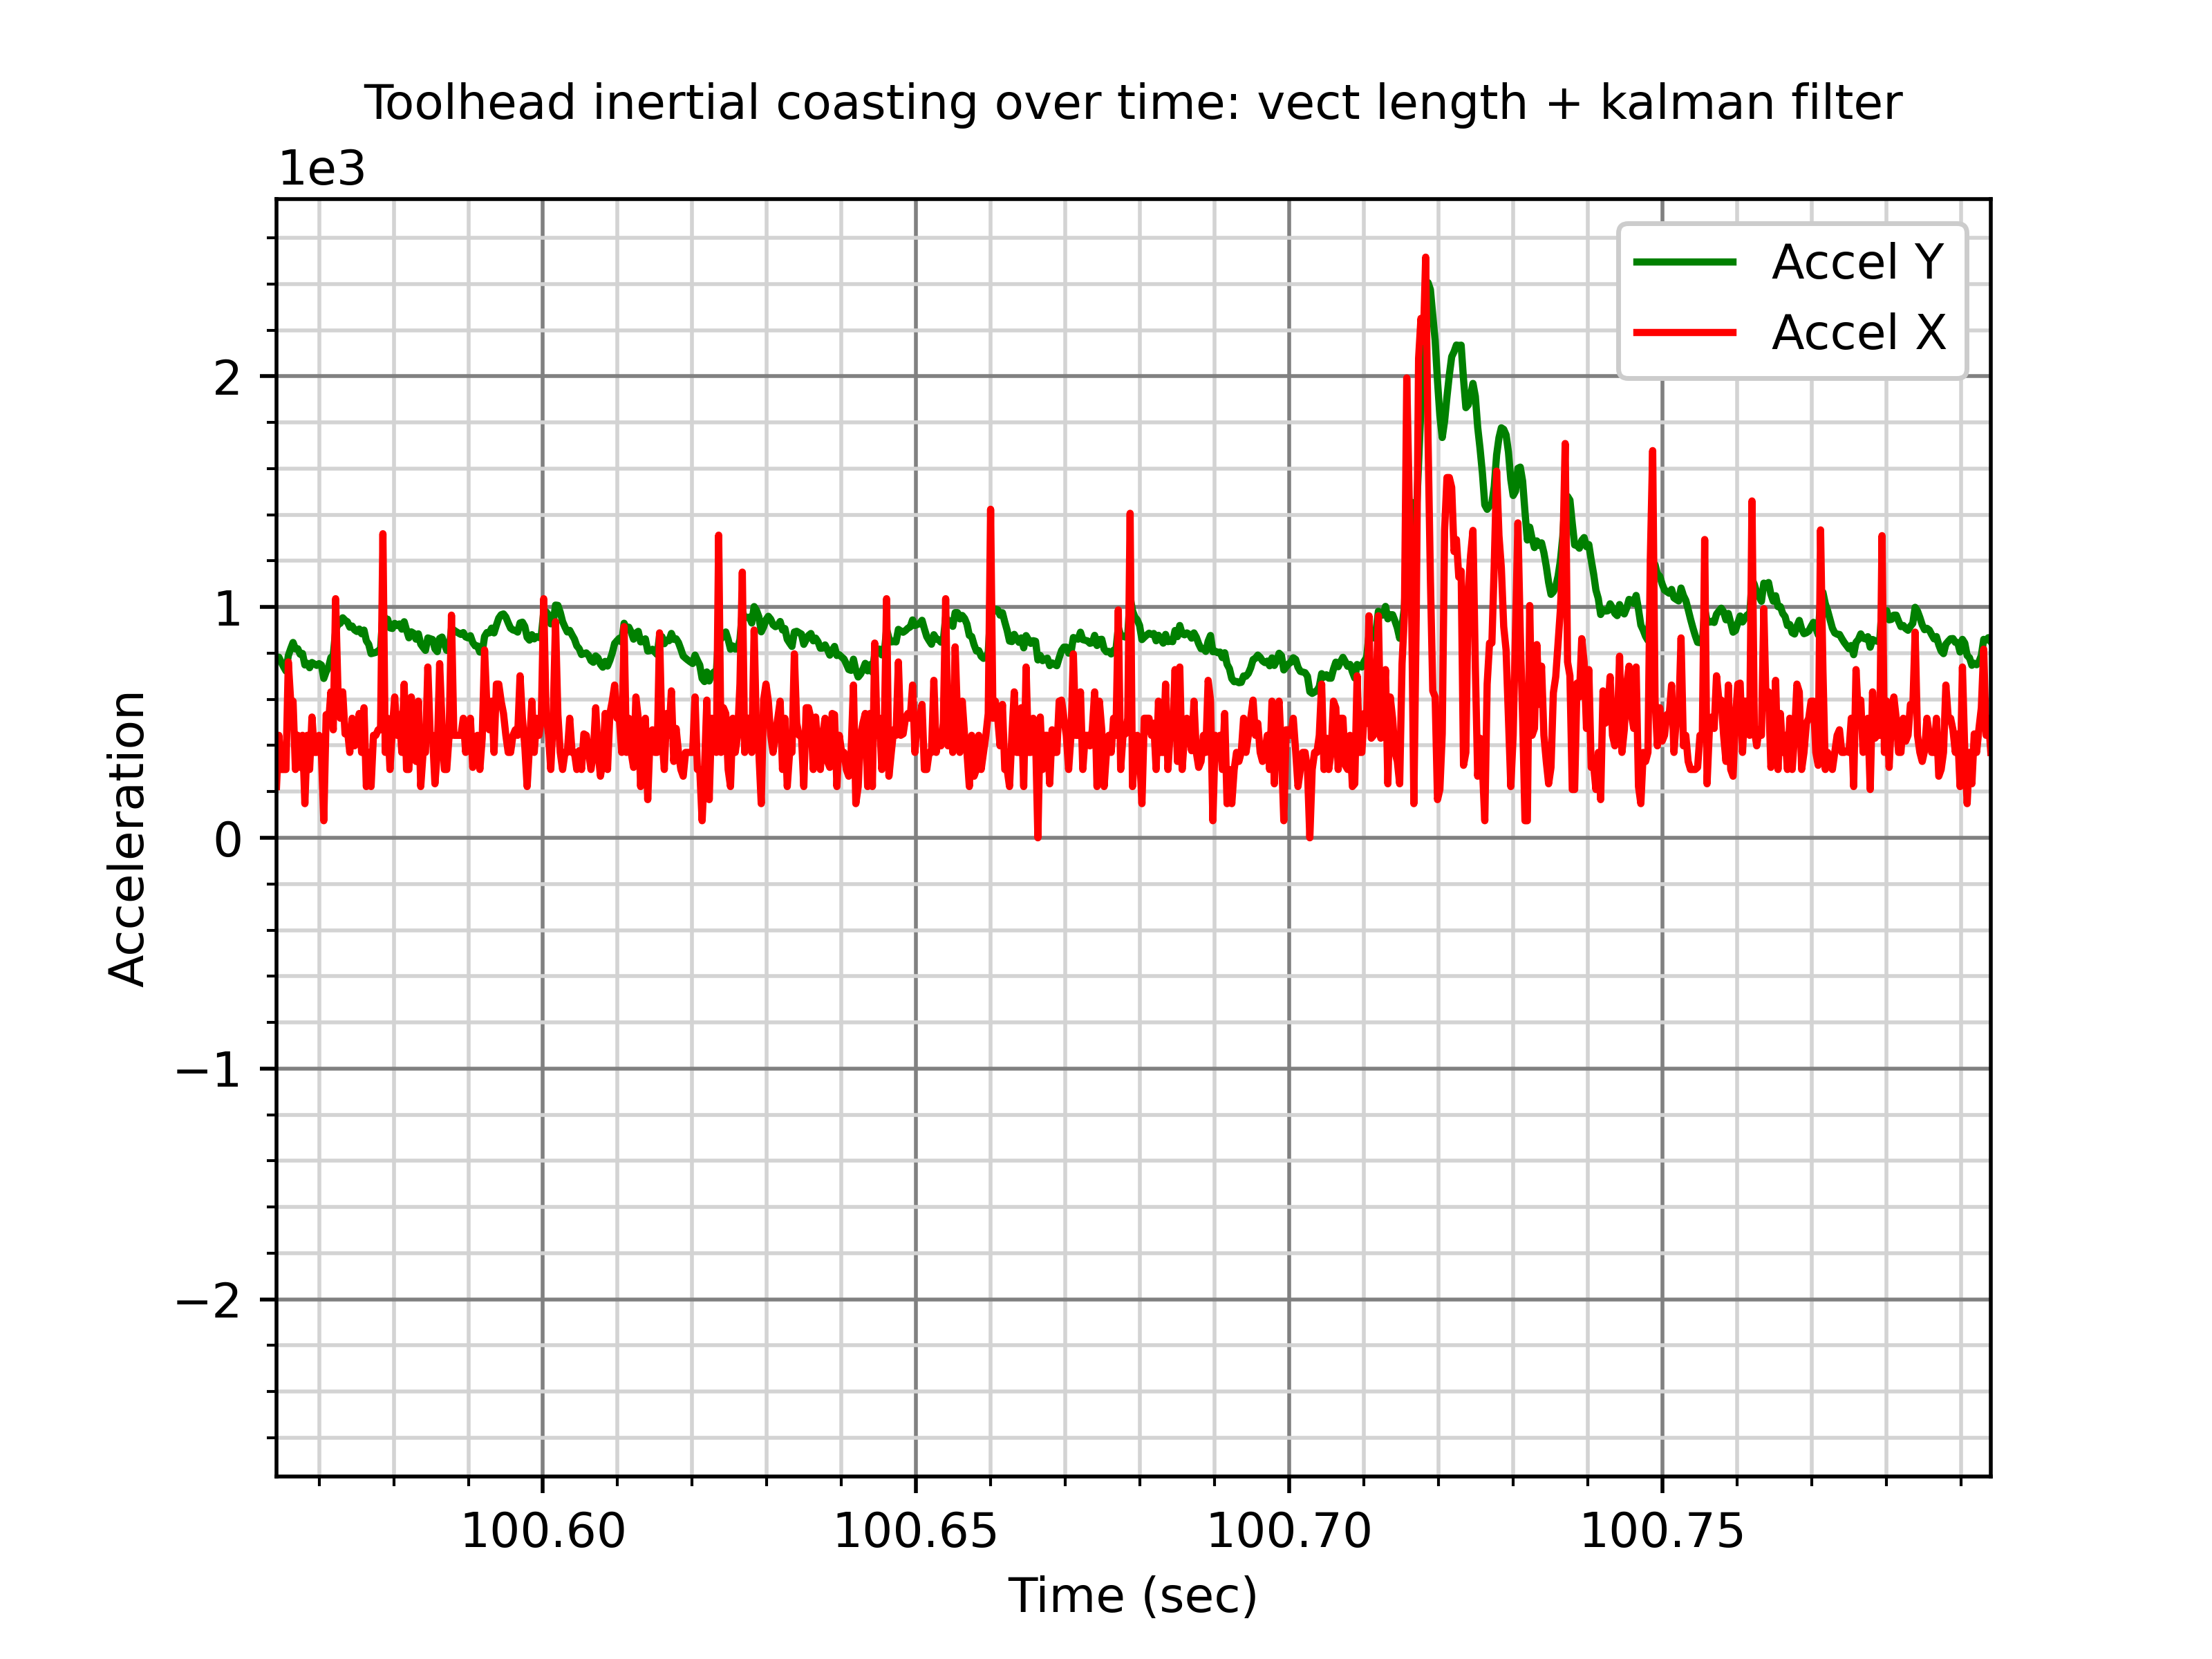 Toolhead inertial coasting over time: vect length + kalman filter
1e3
Accel Y
Accel X
2
1
0
−1
−2
Acceleration
100.60 100.65 100.70 100.75
Time (sec)